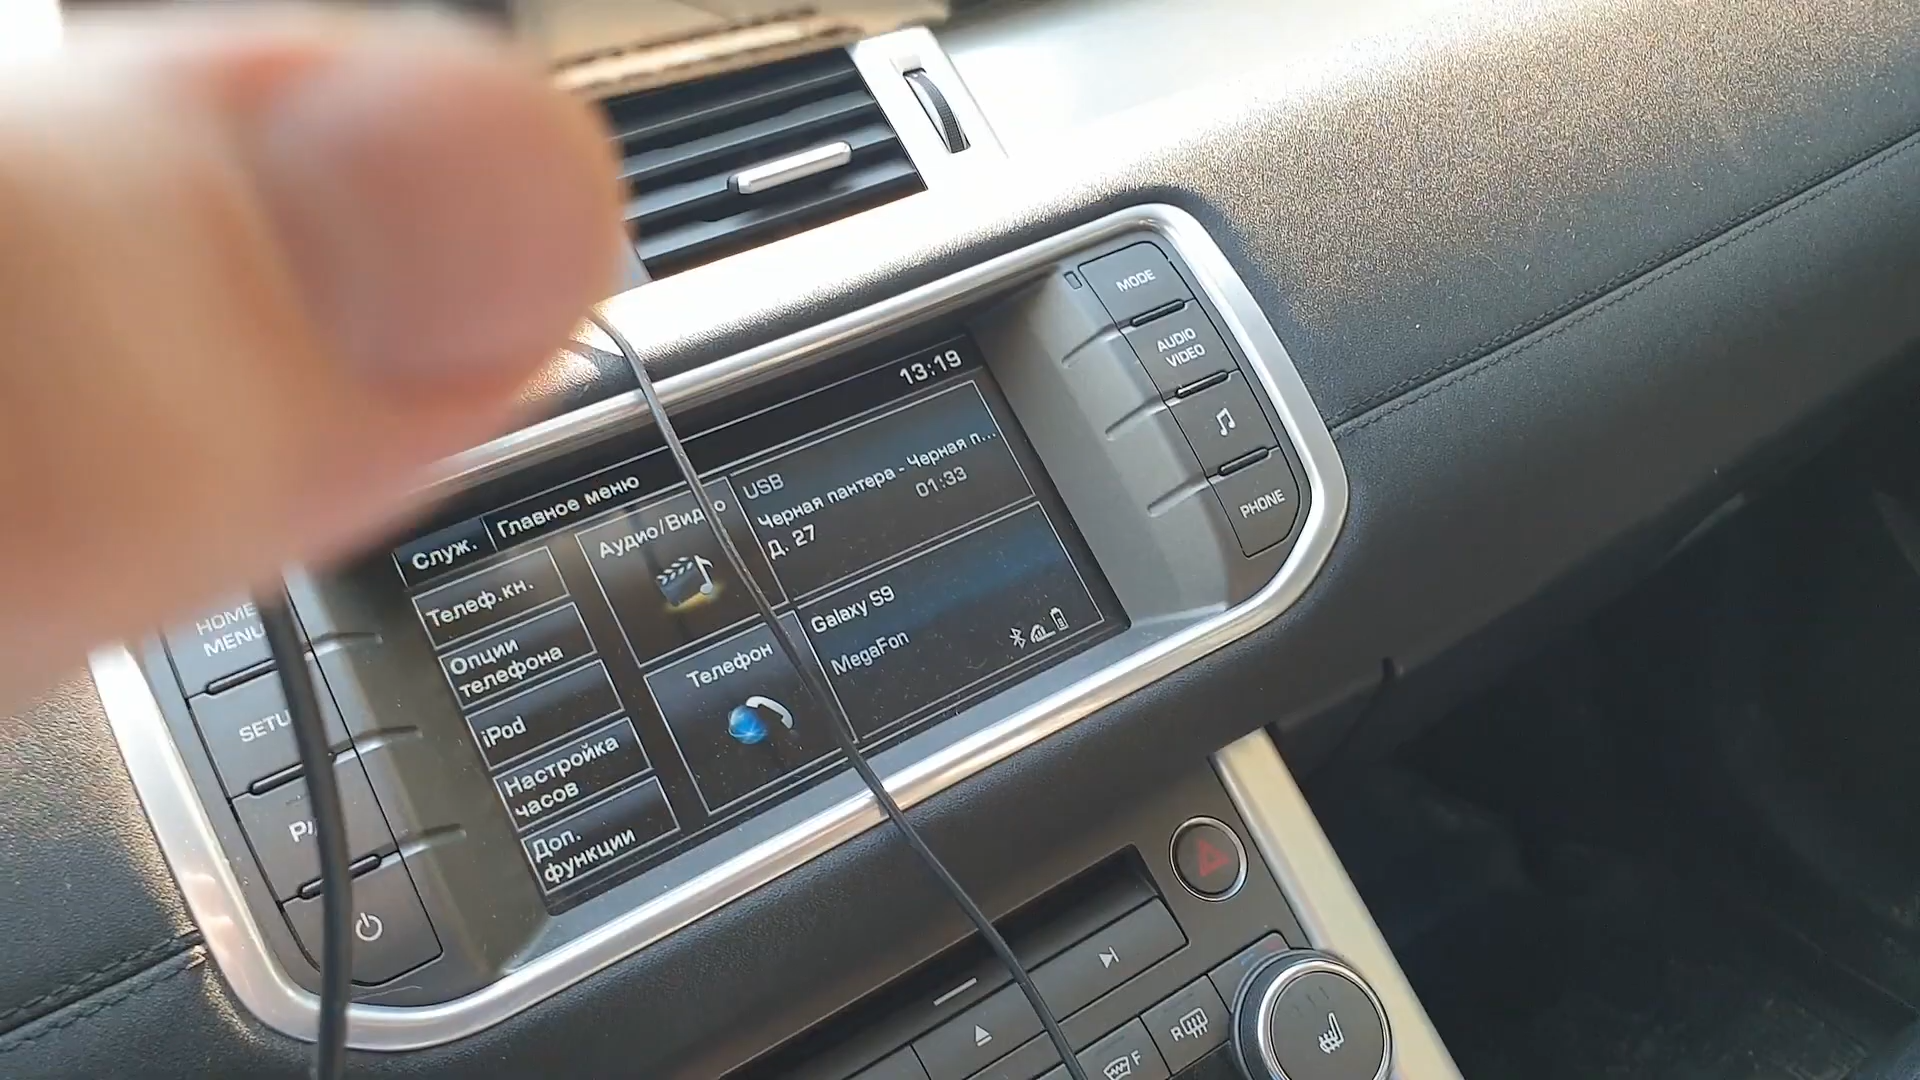 13:19
Служ.
Главное меню
Телеф.кн.
Опции
телефона
iPod
Настройка
часов
Доп.
функции
Аудио/Видео
Телефон
USB
Черная пантера - Черная п...
01:33
Д. 27
Galaxy S9
MegaFon
HOME
MENU
SETU
MODE
AUDIO
VIDEO
PHONE
R
F